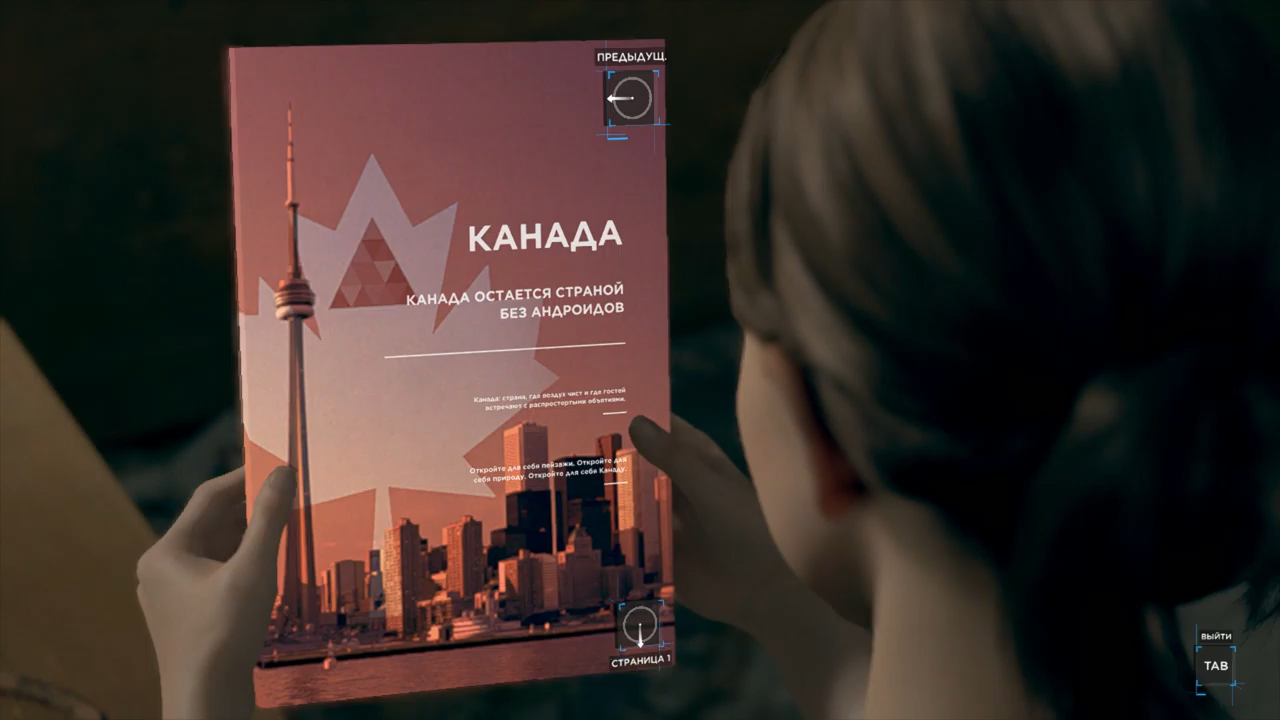 ПРЕДЫДУЩ.
КАНАДА
КАНАДА ОСТАЕТСЯ СТРАНОЙ
БЕЗ АНДРОИДОВ
Канада: страна, где воздух чист и где гостей
встречают с распростертыми объятиями.
Откройте для себя пейзажи. Откройте для
себя природу. Откройте для себя Канаду.
СТРАНИЦА 1
ВЫЙТИ
TAB